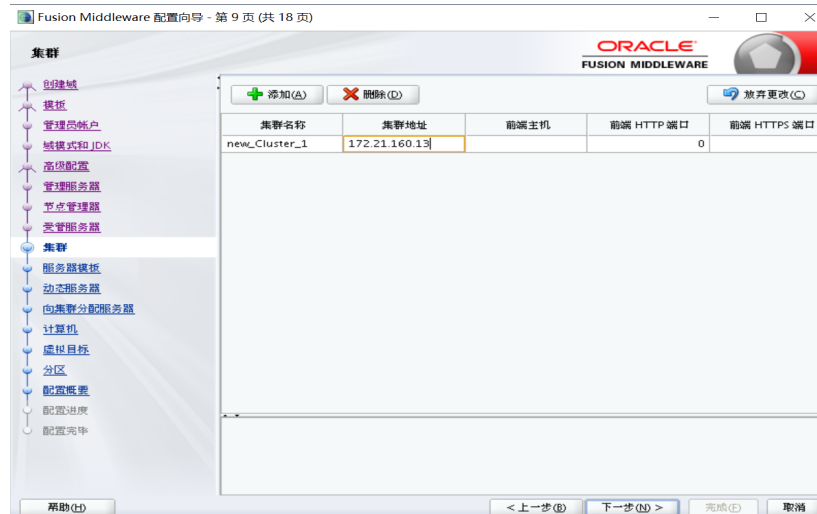 Fusion Middleware 配置向导 - 第 9 页 (共 18 页)
集群
ORACLE
FUSION MIDDLEWARE
创建域
模板
管理员帐户
域模式和 JDK
高级配置
管理服务器
节点管理器
受管服务器
集群
服务器模板
动态服务器
向集群分配服务器
计算机
虚拟目标
分区
配置概要
配置进度
配置完毕
添加(A) 删除(D) 放弃更改(C)
集群名称 集群地址 前端主机 前端 HTTP 端口 前端 HTTPS 端口
new_Cluster_1 172.21.160.13 0
帮助(H) < 上一步(B) 下一步(N) > 完成(F) 取消